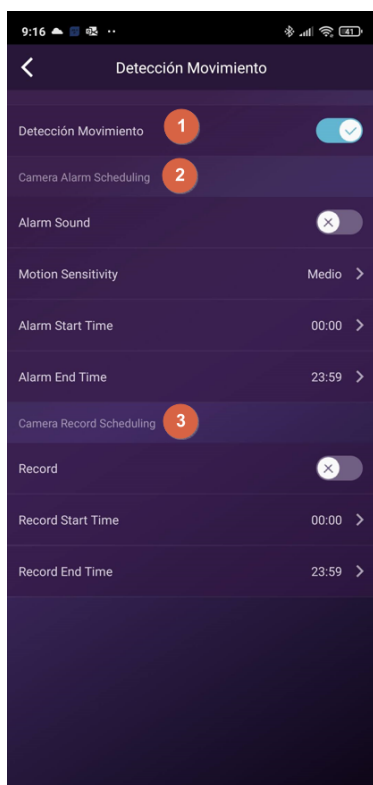 9:16
41
Detección Movimiento
Detección Movimiento 1
Camera Alarm Scheduling 2
Alarm Sound
Motion Sensitivity Medio
Alarm Start Time 00:00
Alarm End Time 23:59
Camera Record Scheduling 3
Record
Record Start Time 00:00
Record End Time 23:59